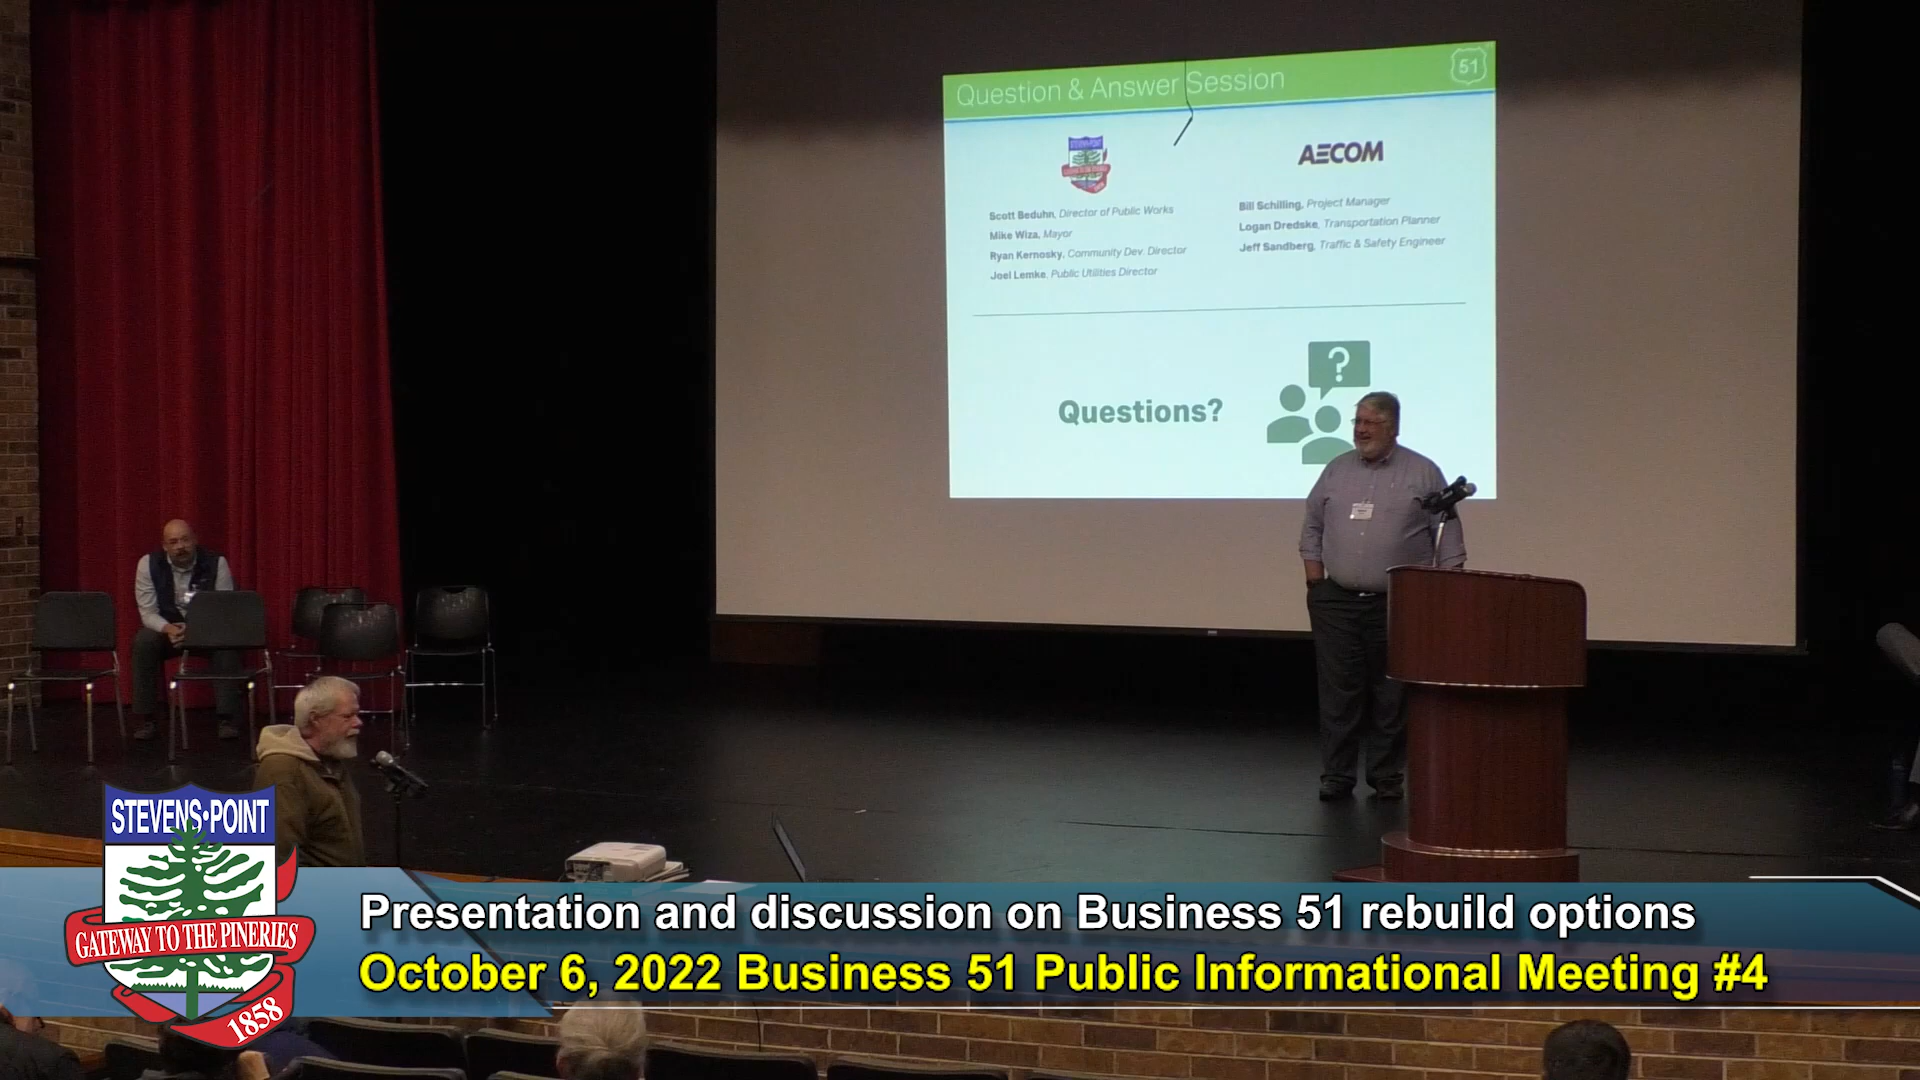 Question & Answer Session
51
STEVENS·POINT
AECOM
Scott Beduhn, Director of Public Works
Mike Wiza, Mayor
Ryan Kernosky, Community Dev. Director
Joel Lemke, Public Utilities Director
Bill Schilling, Project Manager
Logan Dredske, Transportation Planner
Jeff Sandberg, Traffic & Safety Engineer
?
Questions?
STEVENS·POINT
GATEWAY TO THE PINERIES
1858
Presentation and discussion on Business 51 rebuild options
October 6, 2022 Business 51 Public Informational Meeting #4